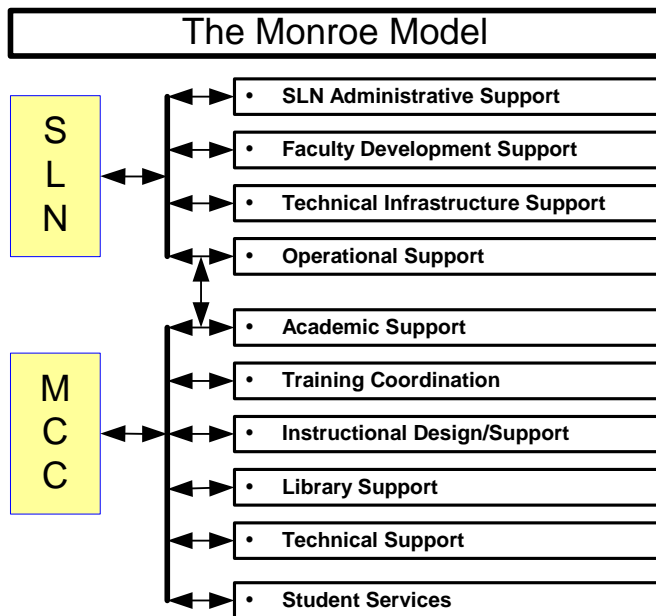 The Monroe Model
S
L
N
• SLN Administrative Support
• Faculty Development Support
• Technical Infrastructure Support
• Operational Support
M
C
C
• Academic Support
• Training Coordination
• Instructional Design/Support
• Library Support
• Technical Support
• Student Services